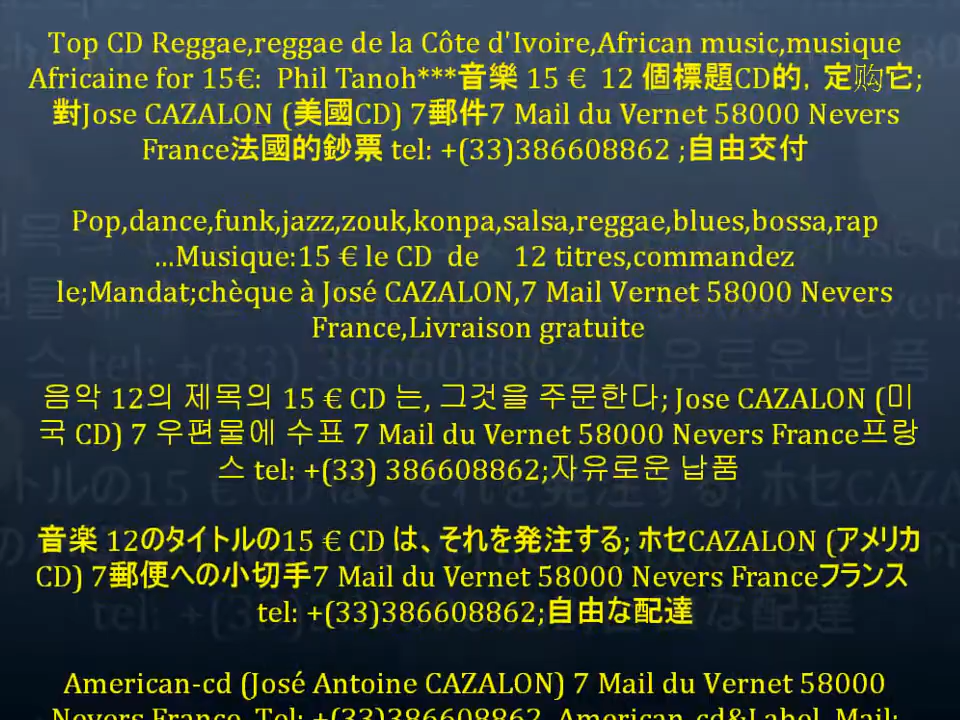 Top CD Reggae,reggae de la Côte d'Ivoire,African music,musique
Africaine for 15€: Phil Tanoh***音樂 15 € 12 個標題CD的，定购它;
對Jose CAZALON (美國CD) 7郵件7 Mail du Vernet 58000 Nevers
France法國的鈔票 tel: +(33)386608862 ;自由交付
Pop,dance,funk,jazz,zouk,konpa,salsa,reggae,blues,bossa,rap
...Musique:15 € le CD de 12 titres,commandez
le;Mandat;chèque à José CAZALON,7 Mail Vernet 58000 Nevers
France,Livraison gratuite
음악 12의 제목의 15 € CD 는, 그것을 주문한다; Jose CAZALON (미
국 CD) 7 우편물에 수표 7 Mail du Vernet 58000 Nevers France프랑
스 tel: +(33) 386608862;자유로운 납품
音楽 12のタイトルの15 € CD は、それを発注する; ホセCAZALON (アメリカ
CD) 7郵便への小切手7 Mail du Vernet 58000 Nevers Franceフランス
tel: +(33)386608862;自由な配達
American-cd (José Antoine CAZALON) 7 Mail du Vernet 58000
Nevers France, Tel: +(33)386608862, American-cd&Label, Mail: